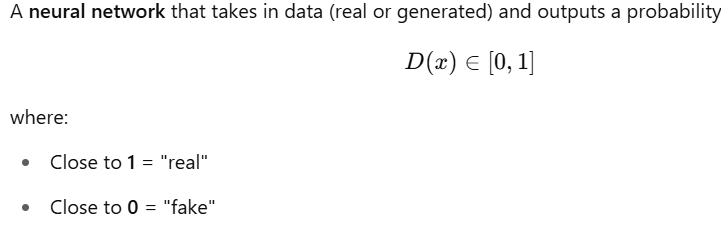 A neural network that takes in data (real or generated) and outputs a probability
D(x) ∈ [0, 1]
where:
• Close to 1 = "real"
• Close to 0 = "fake"